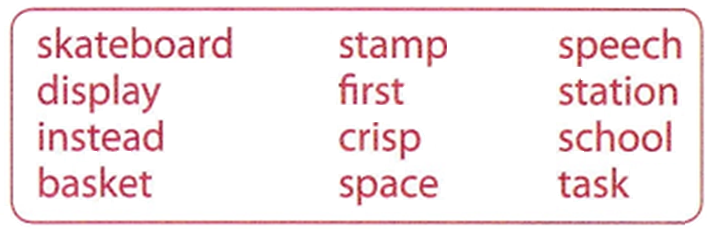 skateboard stamp speech
display first station
instead crisp school
basket space task